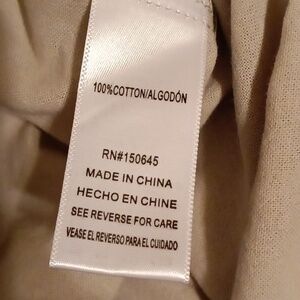 100%COTTON/ALGODÓN
RN#150645
MADE IN CHINA
HECHO EN CHINE
SEE REVERSE FOR CARE
VEASE EL REVERSO PARA EL CUIDADO